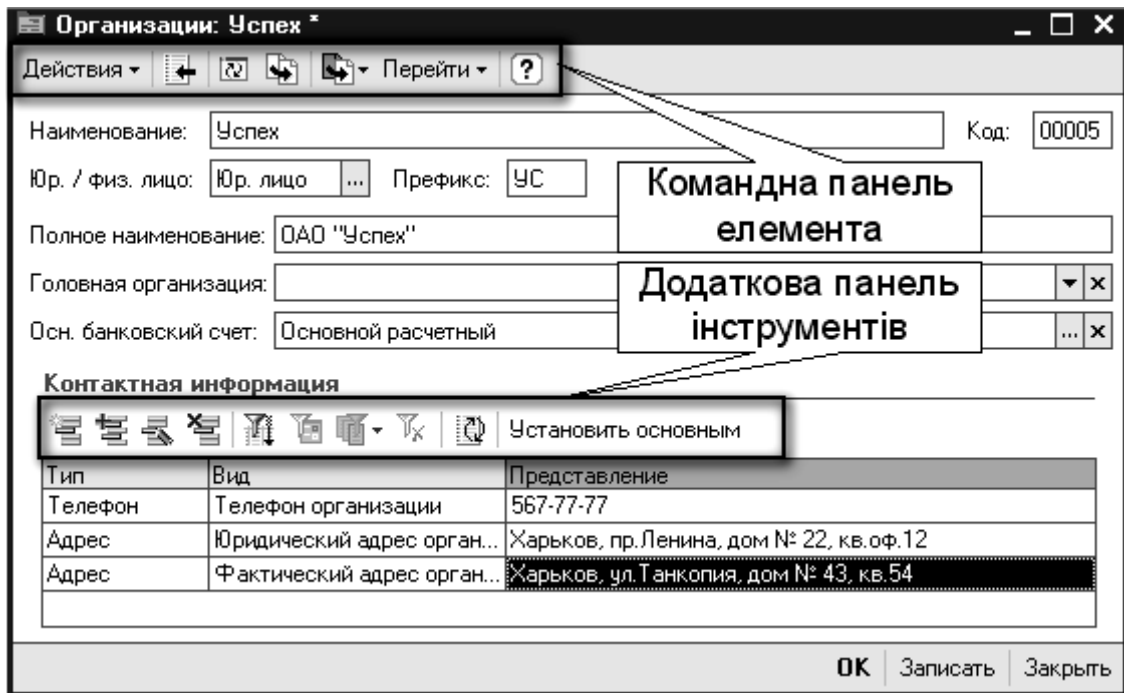 Организации: Успех *
Действия Перейти ?
Наименование: Успех Код: 00005
Юр. / физ. лицо: Юр. лицо ... Префикс: УС
Командна панель
елемента
Полное наименование: ОАО "Успех"
Головная организация:
Додаткова панель
інструментів
Осн. банковский счет: Основной расчетный ...
Контактная информация
Установить основным
Тип Вид Представление
Телефон Телефон организации 567-77-77
Адрес Юридический адрес орган... Харьков, пр.Ленина, дом № 22, кв.оф.12
Адрес Фактический адрес орган... Харьков, ул.Танкопия, дом № 43, кв.54
OK Записать Закрыть